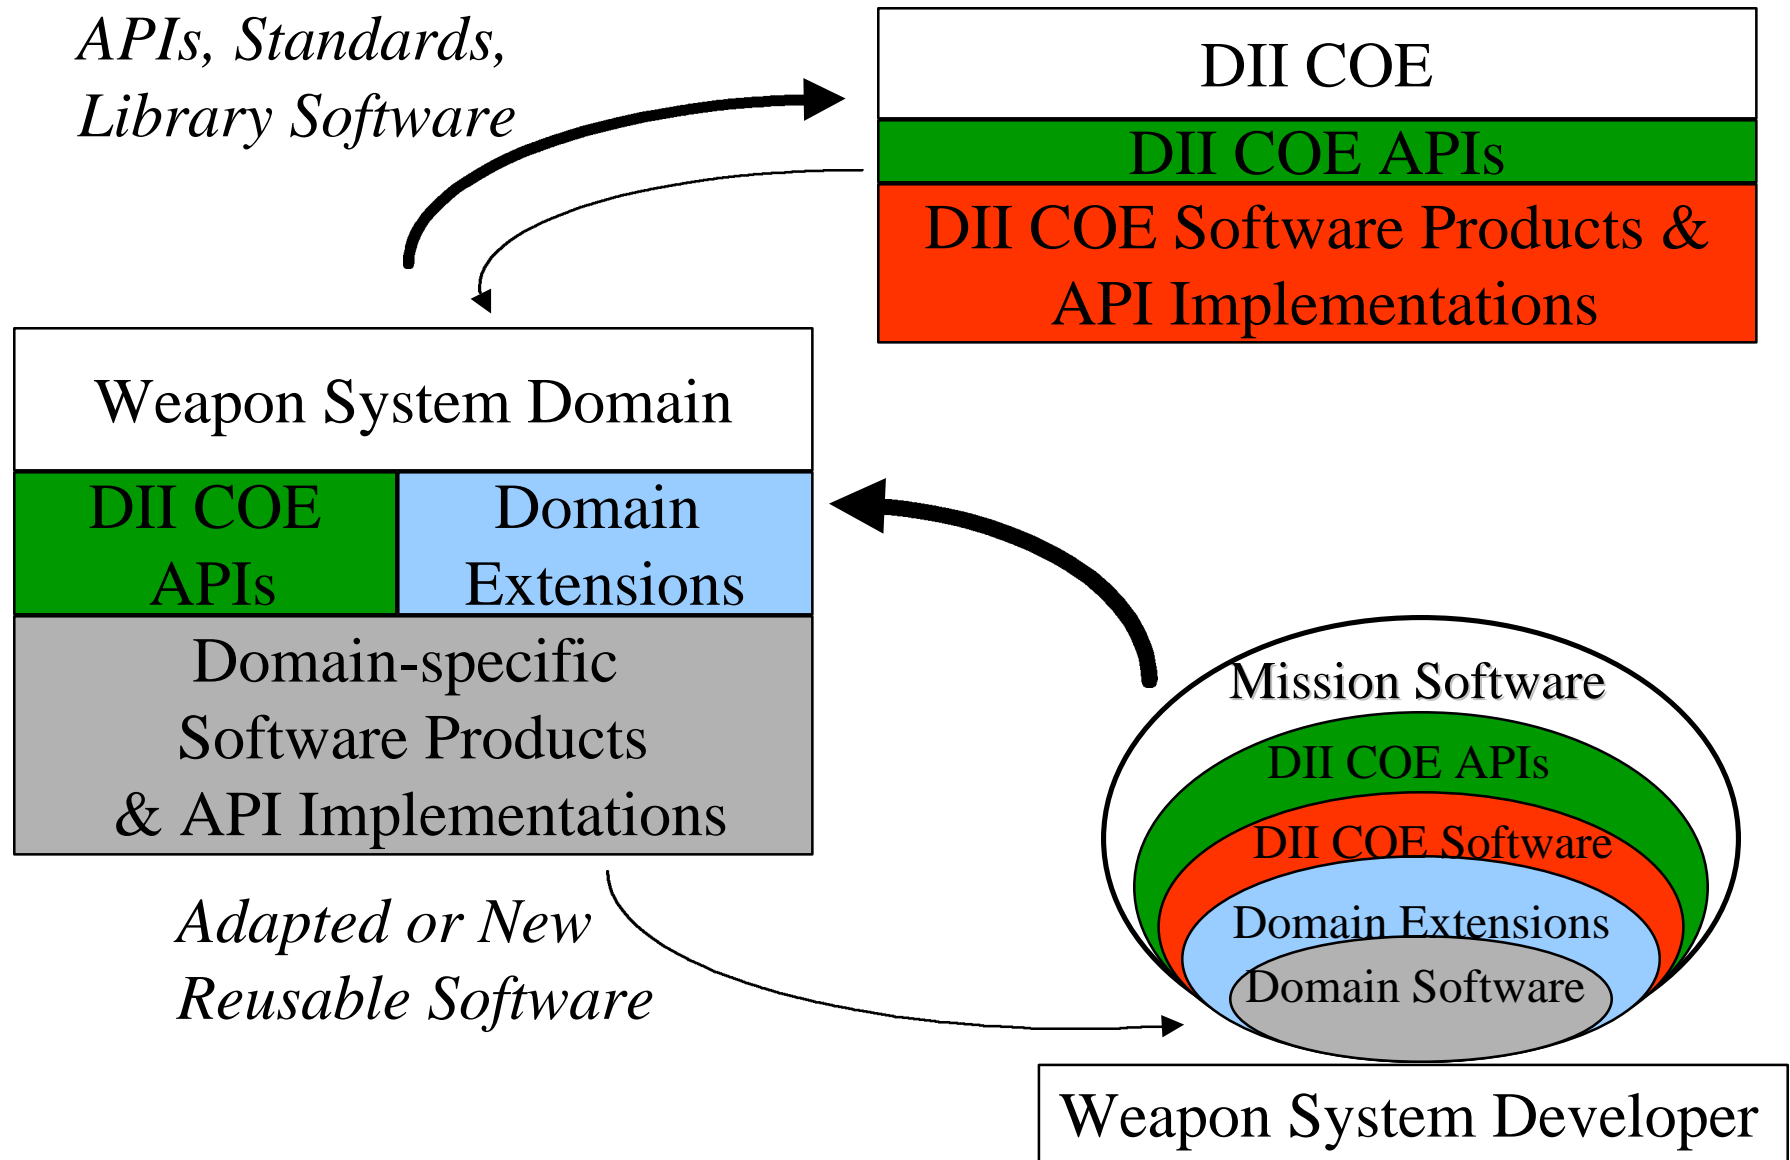 APIs, Standards,
Library Software
DII COE
DII COE APIs
DII COE Software Products &
API Implementations
Weapon System Domain
DII COE
APIs
Domain
Extensions
Domain-specific
Software Products
& API Implementations
Adapted or New
Reusable Software
Mission Software
DII COE APIs
DII COE Software
Domain Extensions
Domain Software
Weapon System Developer